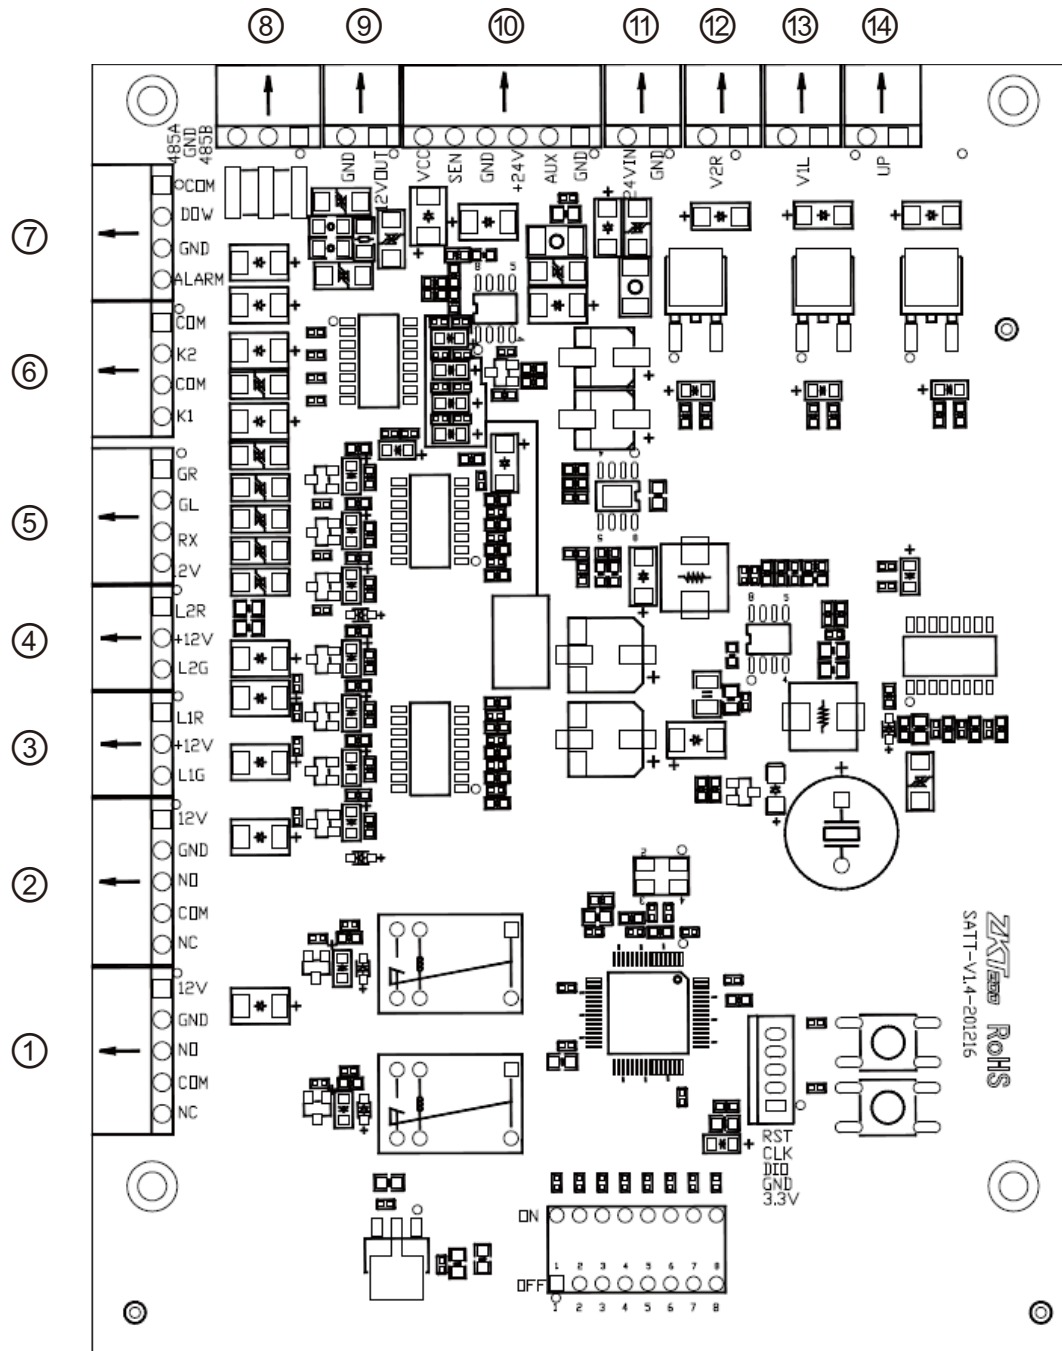 ⑧ ⑨ ⑩ ⑪ ⑫ ⑬ ⑭
485A
GND
485B
GND
12VOUT
VCC
SEN
GND
+24V
AUX
GND
24VIN
GND
V2R
V1L
UP
⑦
COM
DOW
GND
ALARM
⑥
COM
K2
COM
K1
⑤
GR
GL
RX
12V
④
L2R
+12V
L2G
③
L1R
+12V
L1G
②
12V
GND
NO
COM
NC
①
12V
GND
NO
COM
NC
ZKTeco RoHS
SATT-V1.4-201216
RST
CLK
DIO
GND
3.3V
ON
1 2 3 4 5 6 7 8
OFF
1 2 3 4 5 6 7 8